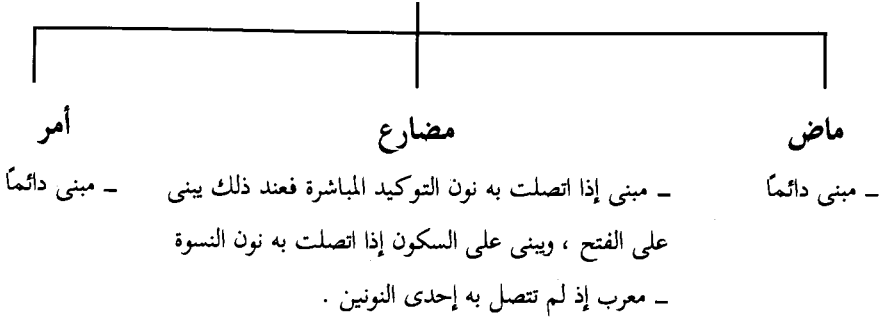 ماض
مضارع
أمر
ـ مبنى دائماً
ـ مبنى إذا اتصلت به نون التوكيد المباشرة فعند ذلك يبنى
على الفتح ، ويبنى على السكون إذا اتصلت به نون النسوة
ـ معرب إذ لم تتصل به إحدى النونين .
ـ مبنى دائماً